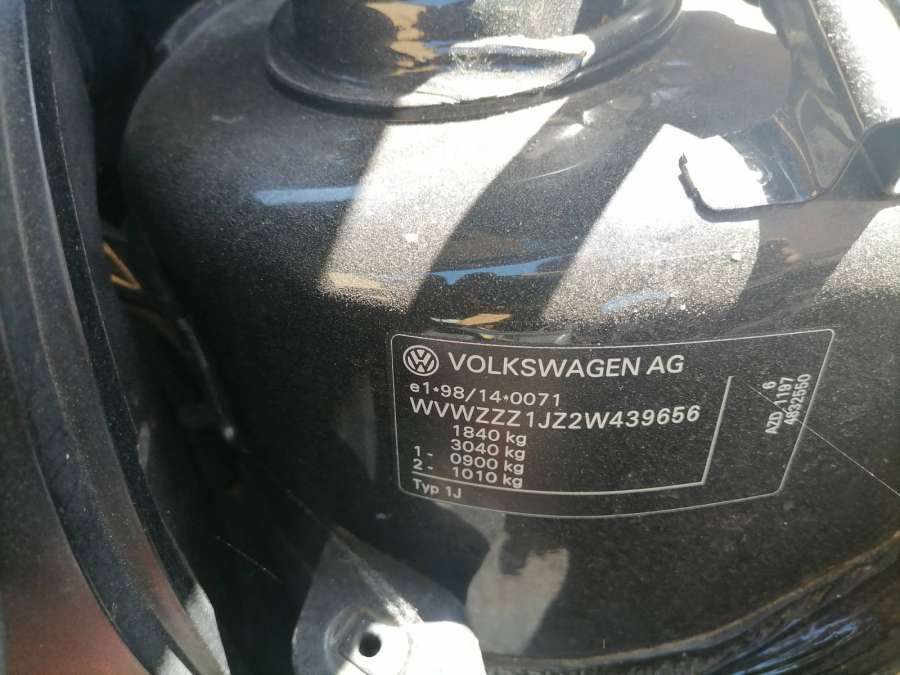 VOLKSWAGEN AG
e1*98/14*0071
WVWZZZ1JZ2W439656
1840 kg
3040 kg
1- 0900 kg
2- 1010 kg
Typ 1J
6
AZD 1197
4832550